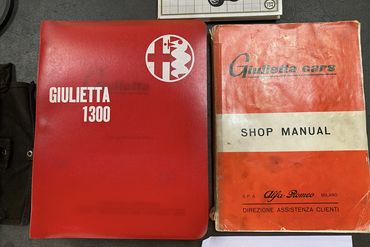 GIULIETTA
1300
Giulietta cars
SHOP MANUAL
S.P.A. Alfa-Romeo MILANO
DIREZIONE ASSISTENZA CLIENTI